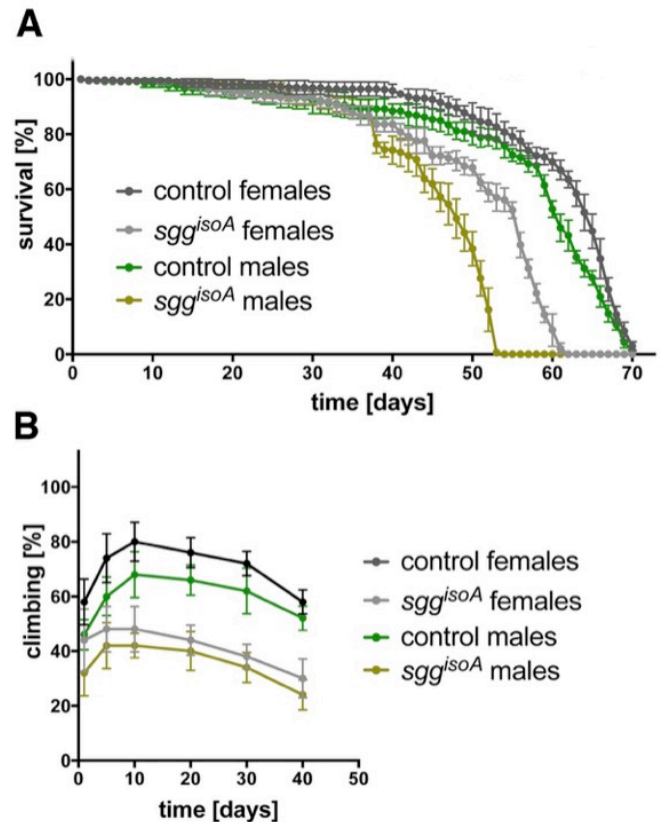 A
100
80
60
40
20
0
survival [%]
control females
sgg^isoA females
control males
sgg^isoA males
0 10 20 30 40 50 60 70
time [days]
B
100
80
60
40
20
0
climbing [%]
0 10 20 30 40 50
time [days]
control females
sgg^isoA females
control males
sgg^isoA males